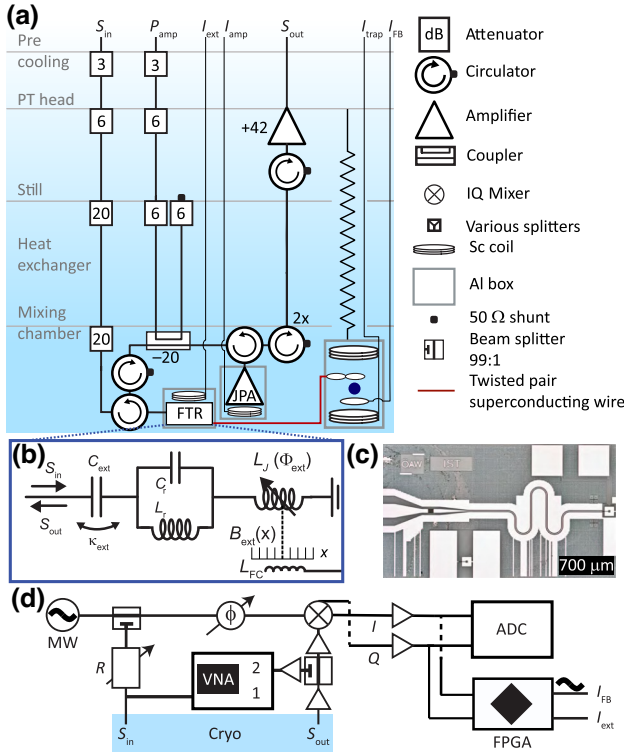 (a)
S_in P_amp I_ext I_amp S_out I_trap I_FB
Pre cooling
3 3
PT head
6 6
+42
Still
20 6 6
Heat exchanger
Mixing chamber
20
−20
2x
JPA
FTR
dB Attenuator
Circulator
Amplifier
Coupler
IQ Mixer
Various splitters
Sc coil
Al box
50 Ω shunt
Beam splitter
99:1
Twisted pair
superconducting wire
(b)
S_in
S_out
C_ext
κ_ext
C_r
L_r
L_J (Φ_ext)
B_ext(x)
x
L_FC
(c)
IST
700 μm
(d)
MW
ϕ
I
Q
ADC
R
VNA
2
1
S_in Cryo S_out
FPGA
I_FB
I_ext